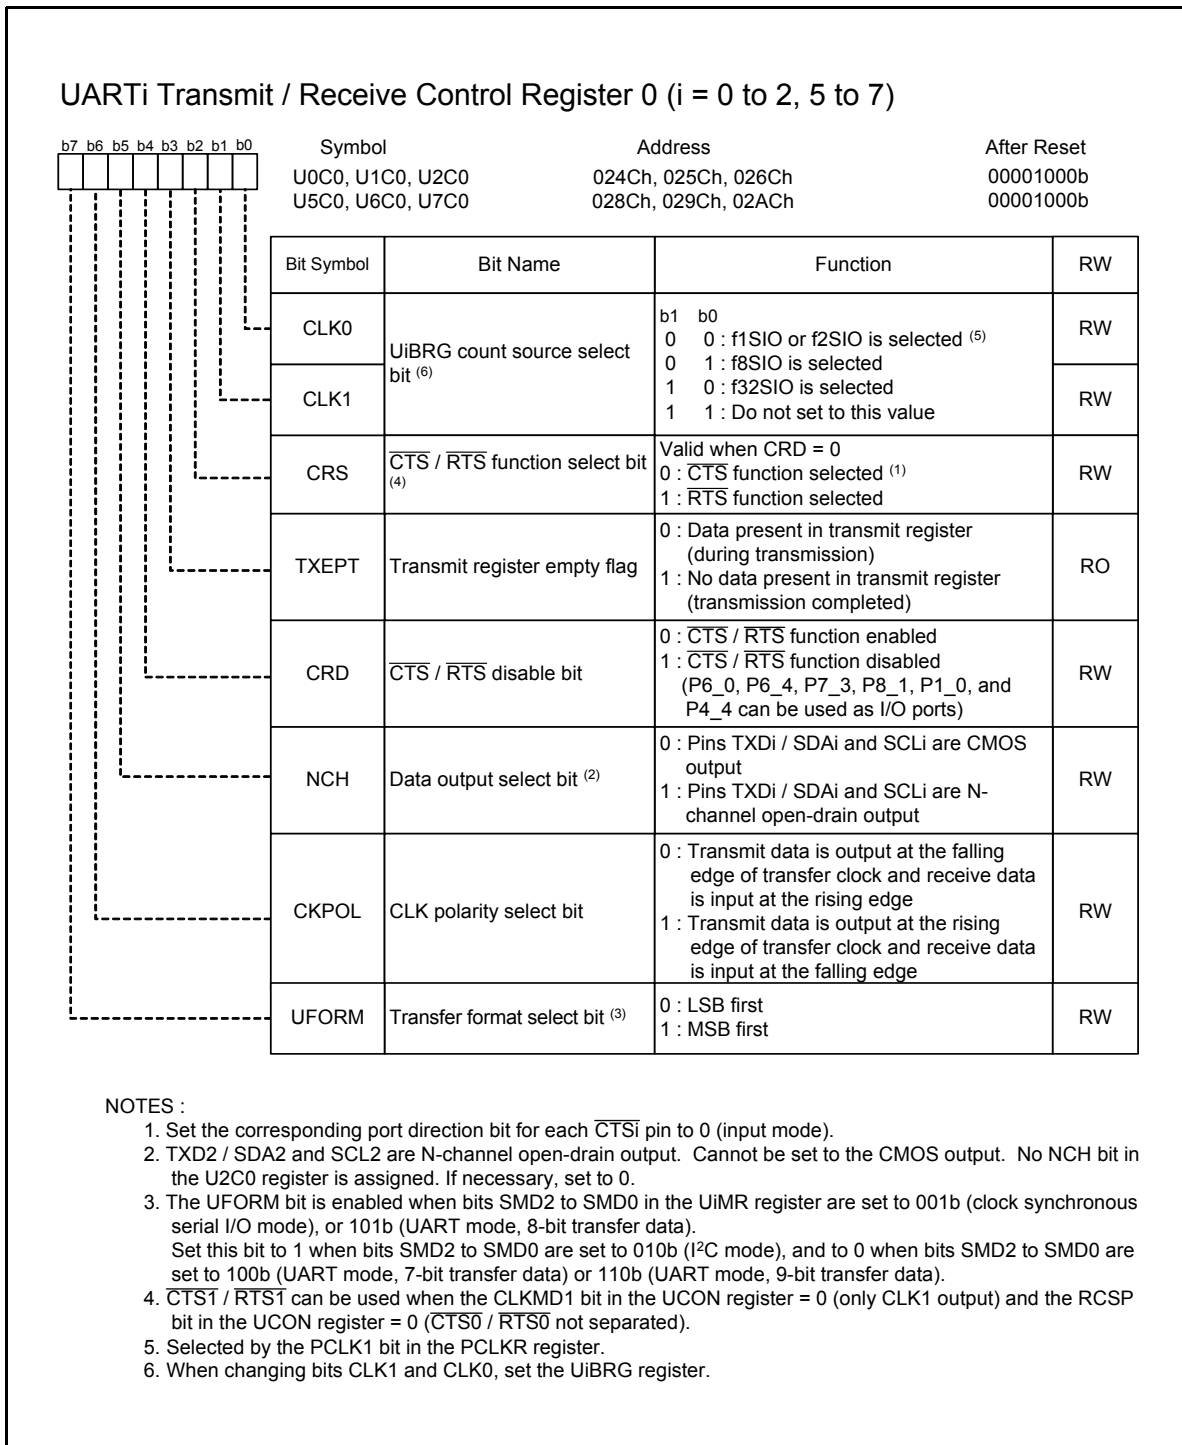 UARTi Transmit / Receive Control Register 0 (i = 0 to 2, 5 to 7)
b7 b6 b5 b4 b3 b2 b1 b0
Symbol Address After Reset
U0C0, U1C0, U2C0 024Ch, 025Ch, 026Ch 00001000b
U5C0, U6C0, U7C0 028Ch, 029Ch, 02ACh 00001000b
Bit Symbol Bit Name Function RW
CLK0
CLK1
UiBRG count source select
bit (6)
b1 b0
0 0 : f1SIO or f2SIO is selected (5)
0 1 : f8SIO is selected
1 0 : f32SIO is selected
1 1 : Do not set to this value
RW
RW
CRS
C̅T̅S̅ / R̅T̅S̅ function select bit
(4)
Valid when CRD = 0
0 : C̅T̅S̅ function selected (1)
1 : R̅T̅S̅ function selected
RW
TXEPT
Transmit register empty flag
0 : Data present in transmit register
(during transmission)
1 : No data present in transmit register
(transmission completed)
RO
CRD
C̅T̅S̅ / R̅T̅S̅ disable bit
0 : C̅T̅S̅ / R̅T̅S̅ function enabled
1 : C̅T̅S̅ / R̅T̅S̅ function disabled
(P6_0, P6_4, P7_3, P8_1, P1_0, and
P4_4 can be used as I/O ports)
RW
NCH
Data output select bit (2)
0 : Pins TXDi / SDAi and SCLi are CMOS
output
1 : Pins TXDi / SDAi and SCLi are N-
channel open-drain output
RW
CKPOL
CLK polarity select bit
0 : Transmit data is output at the falling
edge of transfer clock and receive data
is input at the rising edge
1 : Transmit data is output at the rising
edge of transfer clock and receive data
is input at the falling edge
RW
UFORM
Transfer format select bit (3)
0 : LSB first
1 : MSB first
RW
NOTES :
1. Set the corresponding port direction bit for each C̅T̅S̅i̅ pin to 0 (input mode).
2. TXD2 / SDA2 and SCL2 are N-channel open-drain output. Cannot be set to the CMOS output. No NCH bit in
the U2C0 register is assigned. If necessary, set to 0.
3. The UFORM bit is enabled when bits SMD2 to SMD0 in the UiMR register are set to 001b (clock synchronous
serial I/O mode), or 101b (UART mode, 8-bit transfer data).
Set this bit to 1 when bits SMD2 to SMD0 are set to 010b (I²C mode), and to 0 when bits SMD2 to SMD0 are
set to 100b (UART mode, 7-bit transfer data) or 110b (UART mode, 9-bit transfer data).
4. C̅T̅S̅1̅ / R̅T̅S̅1̅ can be used when the CLKMD1 bit in the UCON register = 0 (only CLK1 output) and the RCSP
bit in the UCON register = 0 (C̅T̅S̅0̅ / R̅T̅S̅0̅ not separated).
5. Selected by the PCLK1 bit in the PCLKR register.
6. When changing bits CLK1 and CLK0, set the UiBRG register.